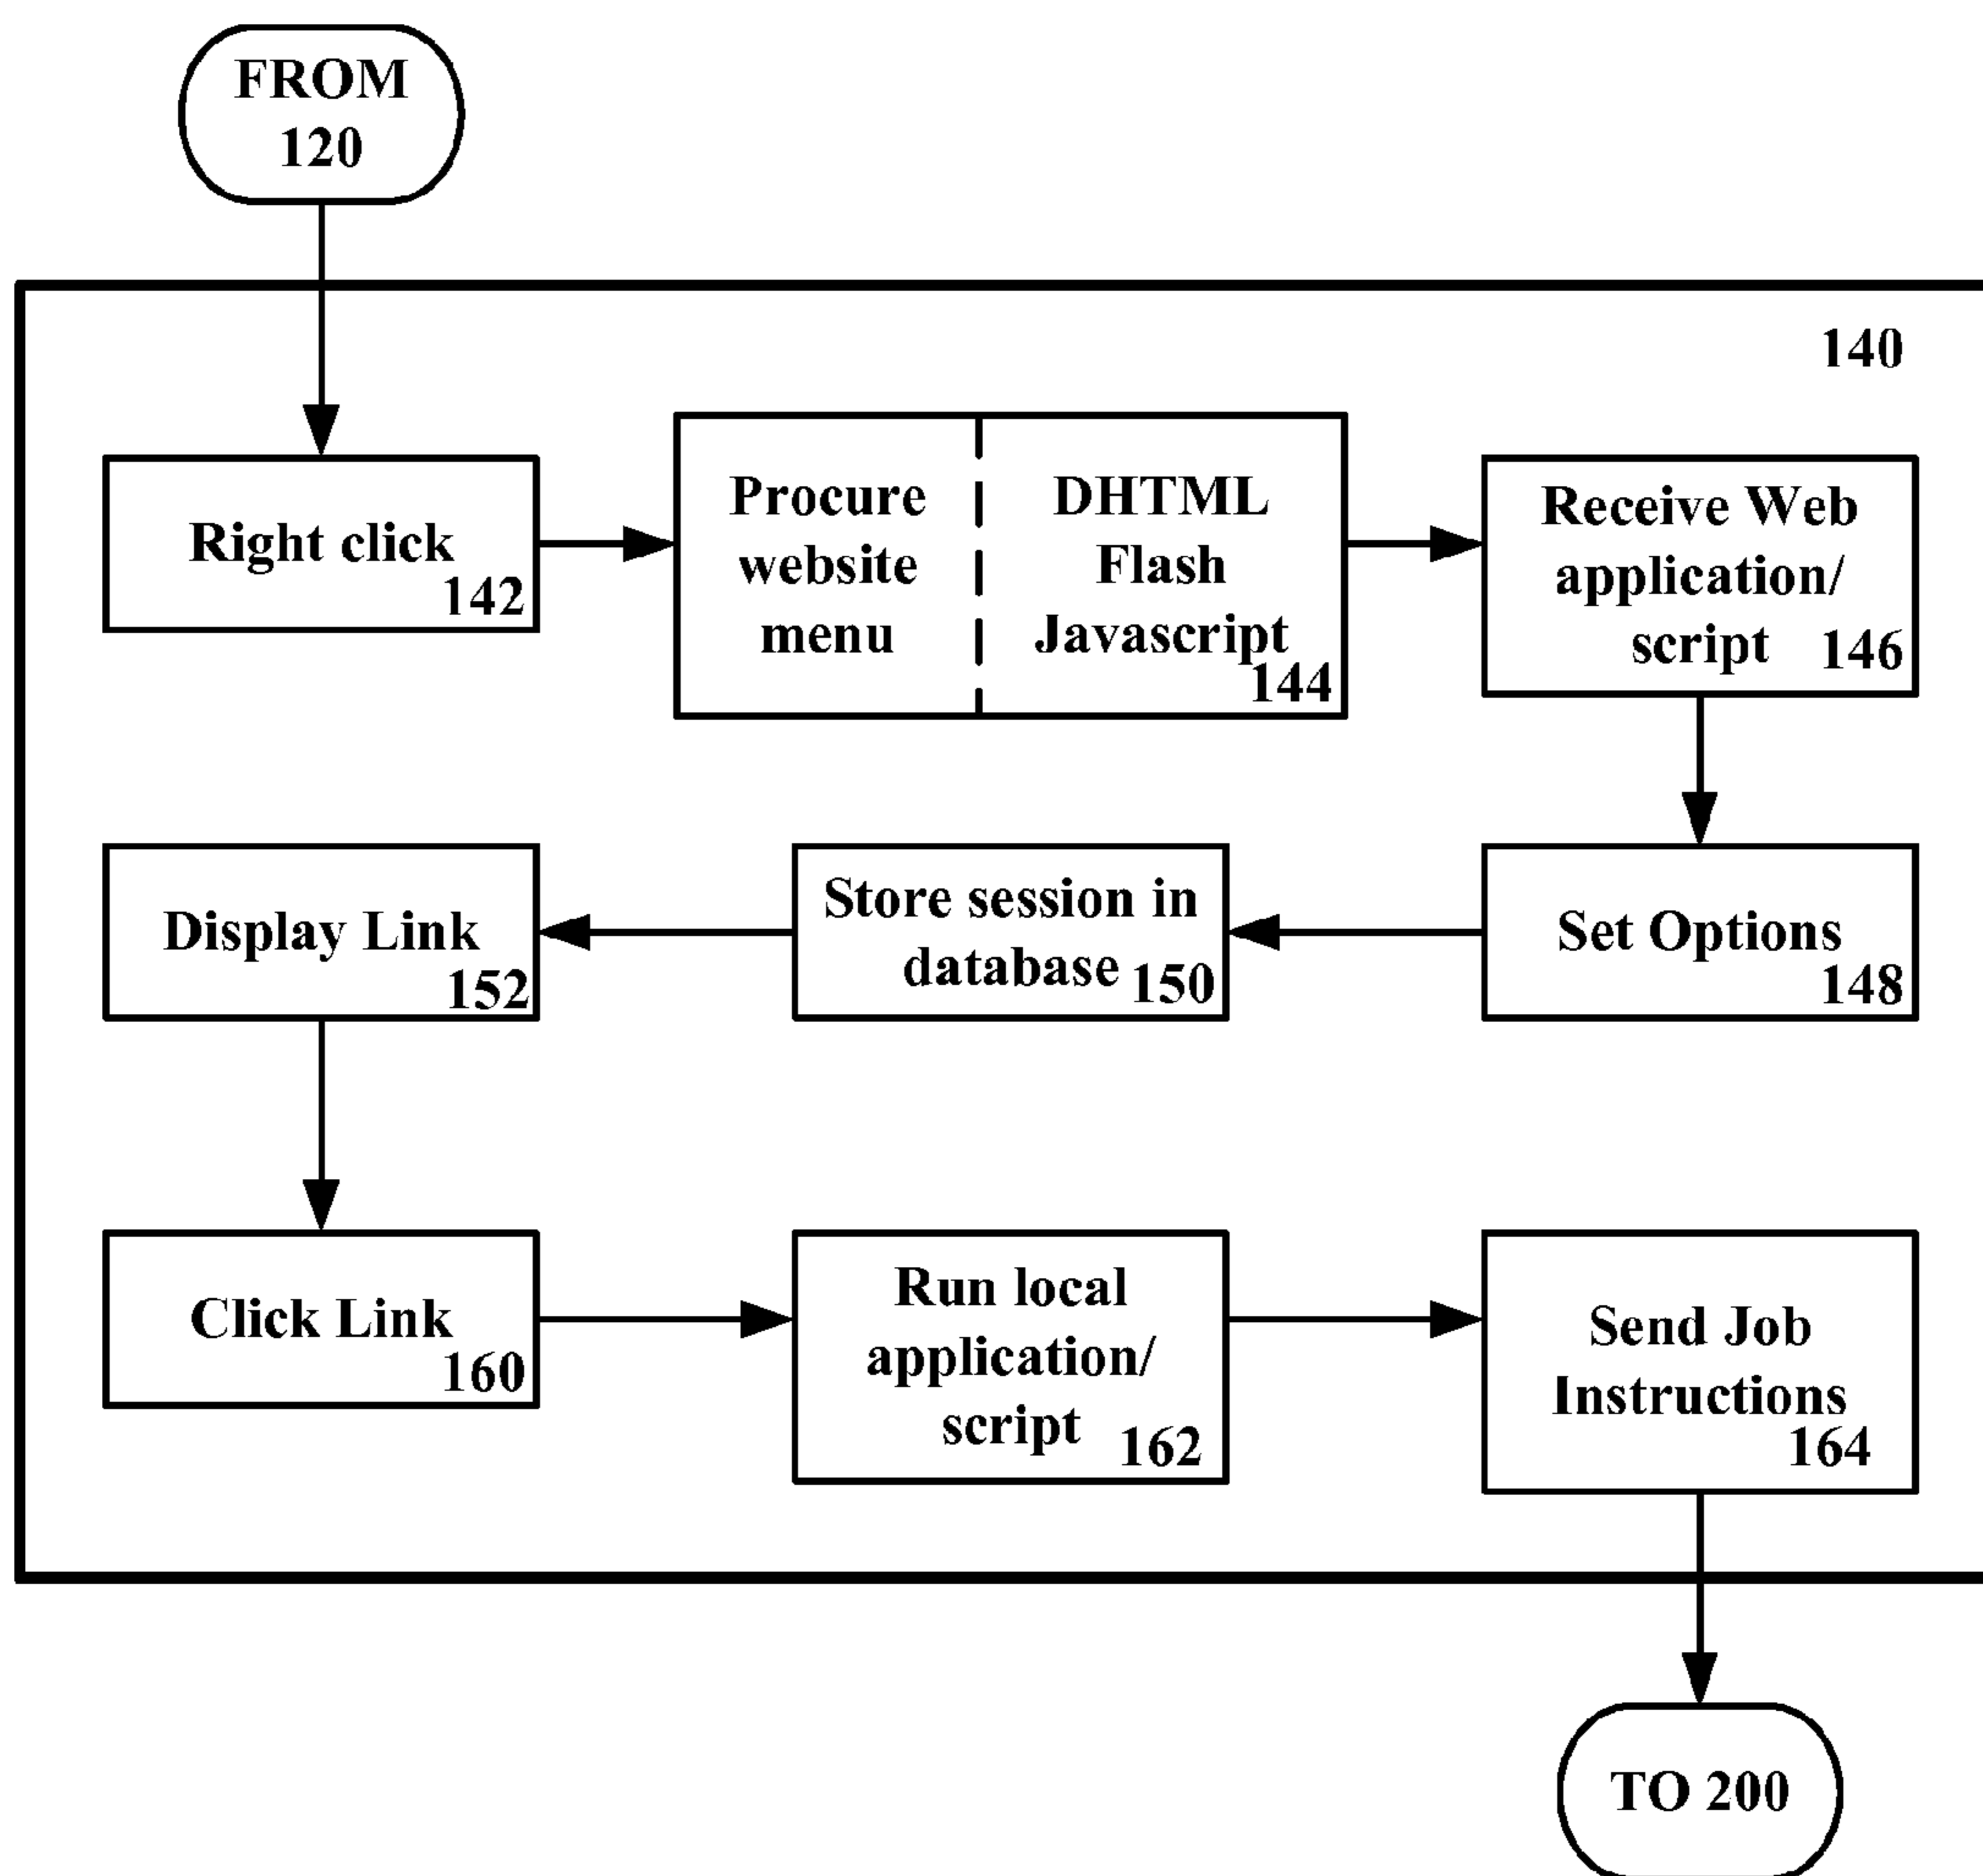 FROM
120
140
Right click
142
Procure
website
menu
DHTML
Flash
Javascript
144
Receive Web
application/
script 146
Set Options
148
Store session in
database 150
Display Link
152
Click Link
160
Run local
application/
script 162
Send Job
Instructions
164
TO 200